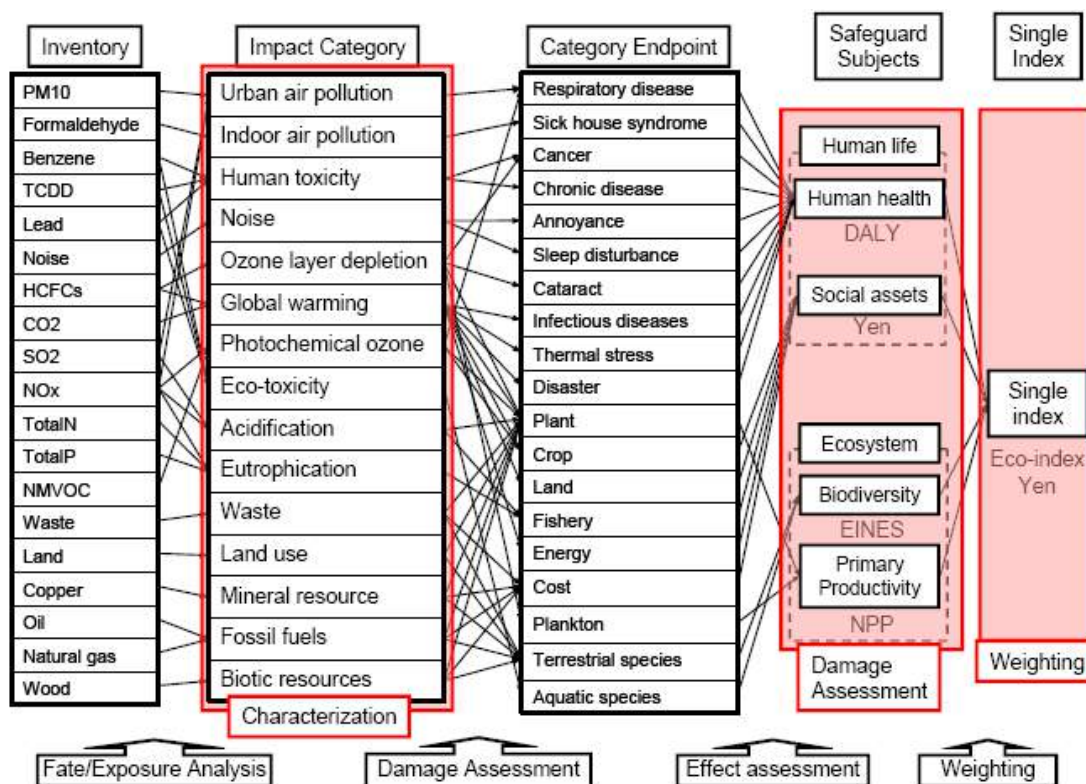 Inventory
Impact Category
Category Endpoint
Safeguard
Subjects
Single
Index
PM10
Formaldehyde
Benzene
TCDD
Lead
Noise
HCFCs
CO2
SO2
NOx
TotalN
TotalP
NMVOC
Waste
Land
Copper
Oil
Natural gas
Wood
Urban air pollution
Indoor air pollution
Human toxicity
Noise
Ozone layer depletion
Global warming
Photochemical ozone
Eco-toxicity
Acidification
Eutrophication
Waste
Land use
Mineral resource
Fossil fuels
Biotic resources
Characterization
Respiratory disease
Sick house syndrome
Cancer
Chronic disease
Annoyance
Sleep disturbance
Cataract
Infectious diseases
Thermal stress
Disaster
Plant
Crop
Land
Fishery
Energy
Cost
Plankton
Terrestrial species
Aquatic species
Human life
Human health
DALY
Social assets
Yen
Ecosystem
Biodiversity
EINES
Primary
Productivity
NPP
Damage
Assessment
Single
index
Eco-index
Yen
Weighting
Fate/Exposure Analysis
Damage Assessment
Effect assessment
Weighting